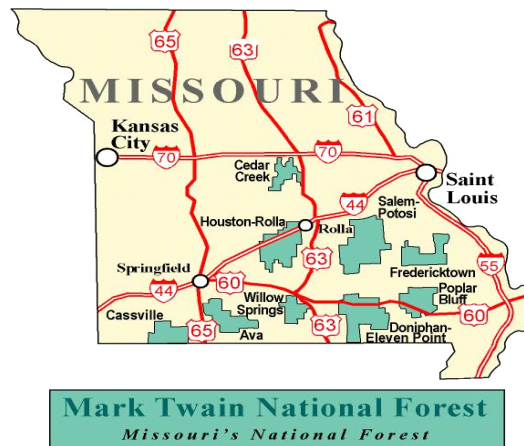 65
63
MISSOURI
61
Kansas
City
70
70
Cedar
Creek
Saint
Louis
44
Salem-
Potosi
Houston-Rolla
Rolla
63
Fredericktown
55
Springfield
60
44
Willow
Springs
Poplar
Bluff
60
Cassville
65
Ava
63
Doniphan-
Eleven Point
Mark Twain National Forest
Missouri's National Forest